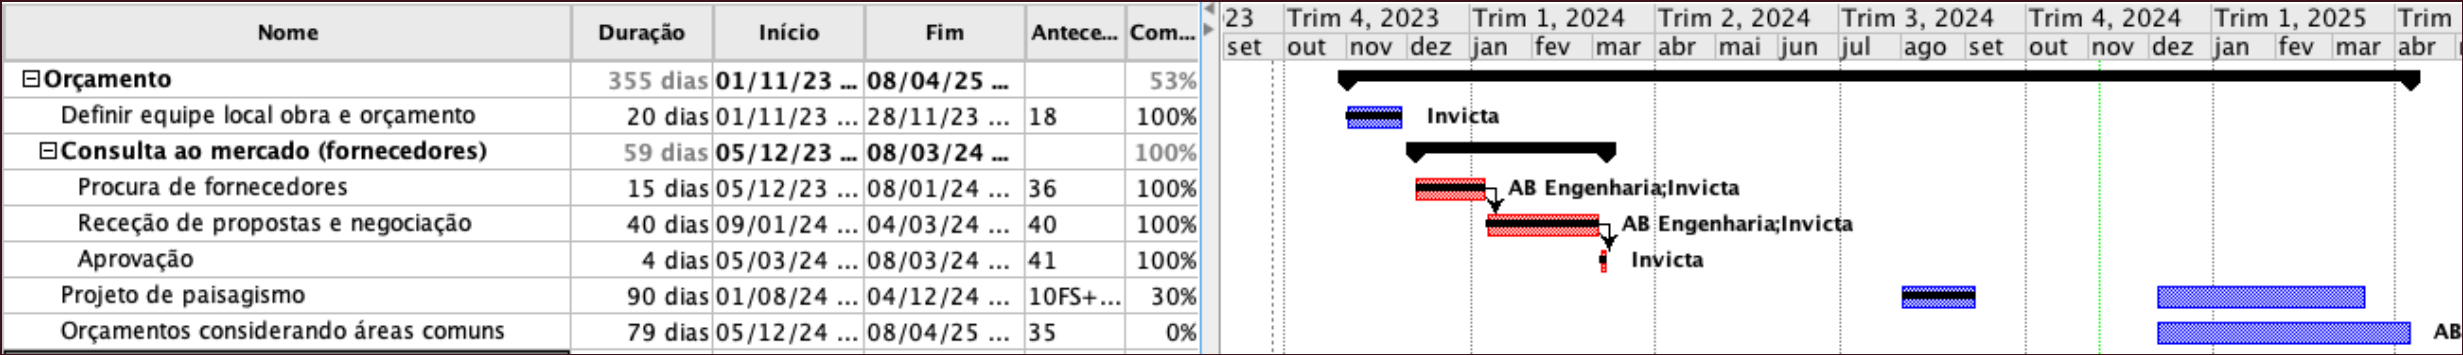 Nome Duração Início Fim Antece... Com... 23 Trim 4, 2023 Trim 1, 2024 Trim 2, 2024 Trim 3, 2024 Trim 4, 2024 Trim 1, 2025 Trim
set out nov dez jan fev mar abr mai jun jul ago set out nov dez jan fev mar abr
Orçamento 355 dias 01/11/23 ... 08/04/25 ... 53%
Definir equipe local obra e orçamento 20 dias 01/11/23 ... 28/11/23 ... 18 100% Invicta
Consulta ao mercado (fornecedores) 59 dias 05/12/23 ... 08/03/24 ... 100%
Procura de fornecedores 15 dias 05/12/23 ... 08/01/24 ... 36 100% AB Engenharia;Invicta
Receção de propostas e negociação 40 dias 09/01/24 ... 04/03/24 ... 40 100% AB Engenharia;Invicta
Aprovação 4 dias 05/03/24 ... 08/03/24 ... 41 100% Invicta
Projeto de paisagismo 90 dias 01/08/24 ... 04/12/24 ... 10FS+... 30%
Orçamentos considerando áreas comuns 79 dias 05/12/24 ... 08/04/25 ... 35 0% AB